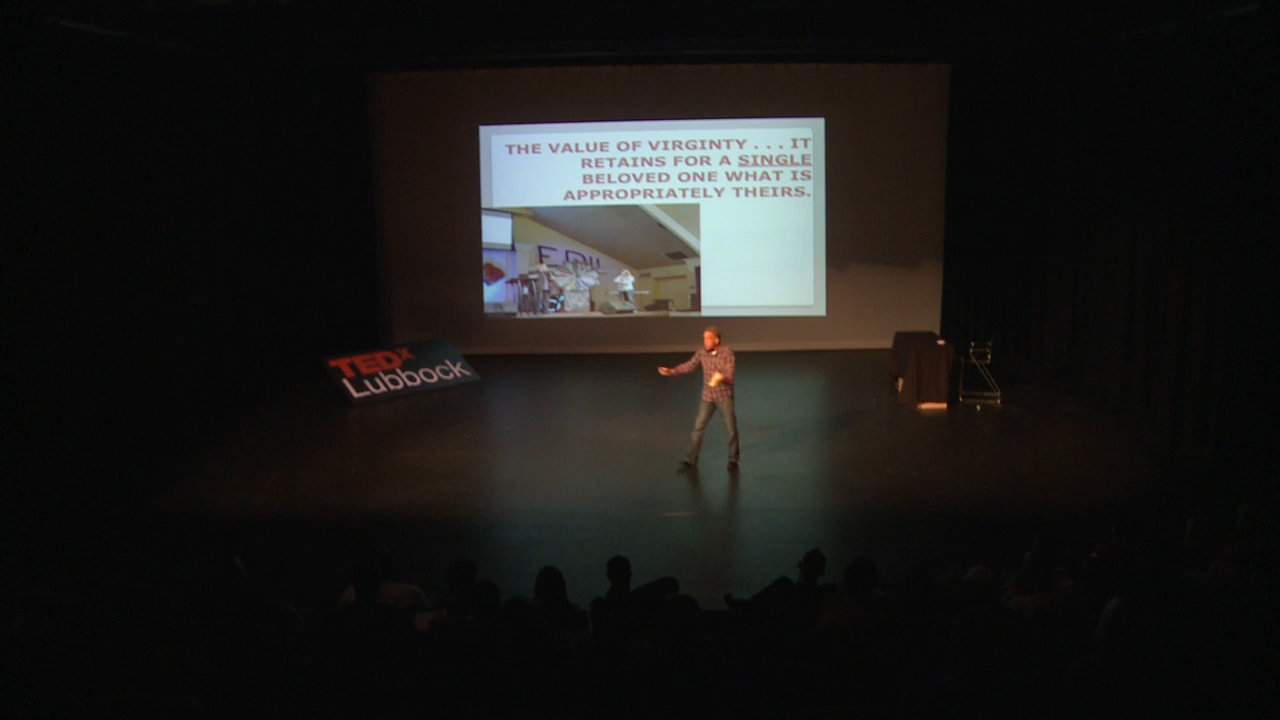 THE VALUE OF VIRGINTY . . . IT
RETAINS FOR A SINGLE
BELOVED ONE WHAT IS
APPROPRIATELY THEIRS.
TEDx
Lubbock